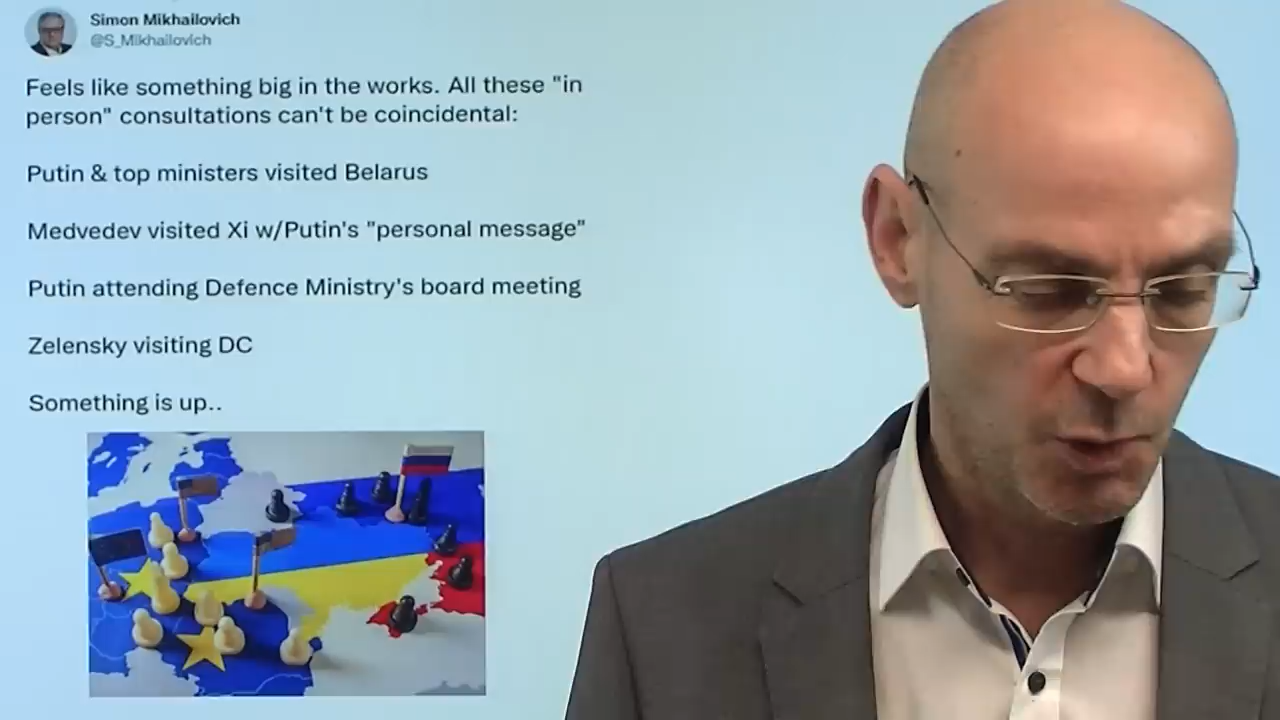 Simon Mikhailovich
@S_Mikhailovich
Feels like something big in the works. All these "in
person" consultations can't be coincidental:
Putin & top ministers visited Belarus
Medvedev visited Xi w/Putin's "personal message"
Putin attending Defence Ministry's board meeting
Zelensky visiting DC
Something is up..